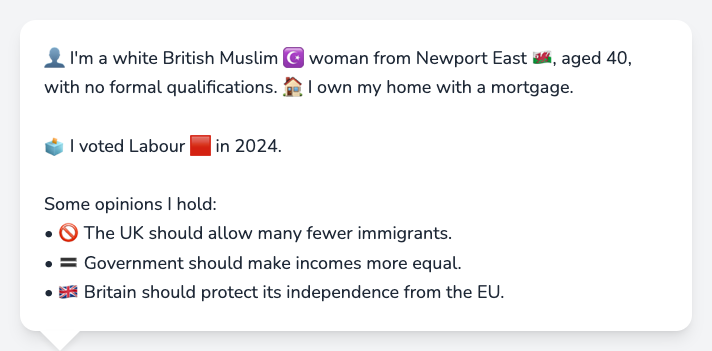 👤 I'm a white British Muslim ☪️ woman from Newport East 🏴󠁧󠁢󠁷󠁬󠁳󠁿, aged 40,
with no formal qualifications. 🏠 I own my home with a mortgage.
🗳️ I voted Labour 🟥 in 2024.
Some opinions I hold:
• 🚫 The UK should allow many fewer immigrants.
• 🟰 Government should make incomes more equal.
• 🇬🇧 Britain should protect its independence from the EU.